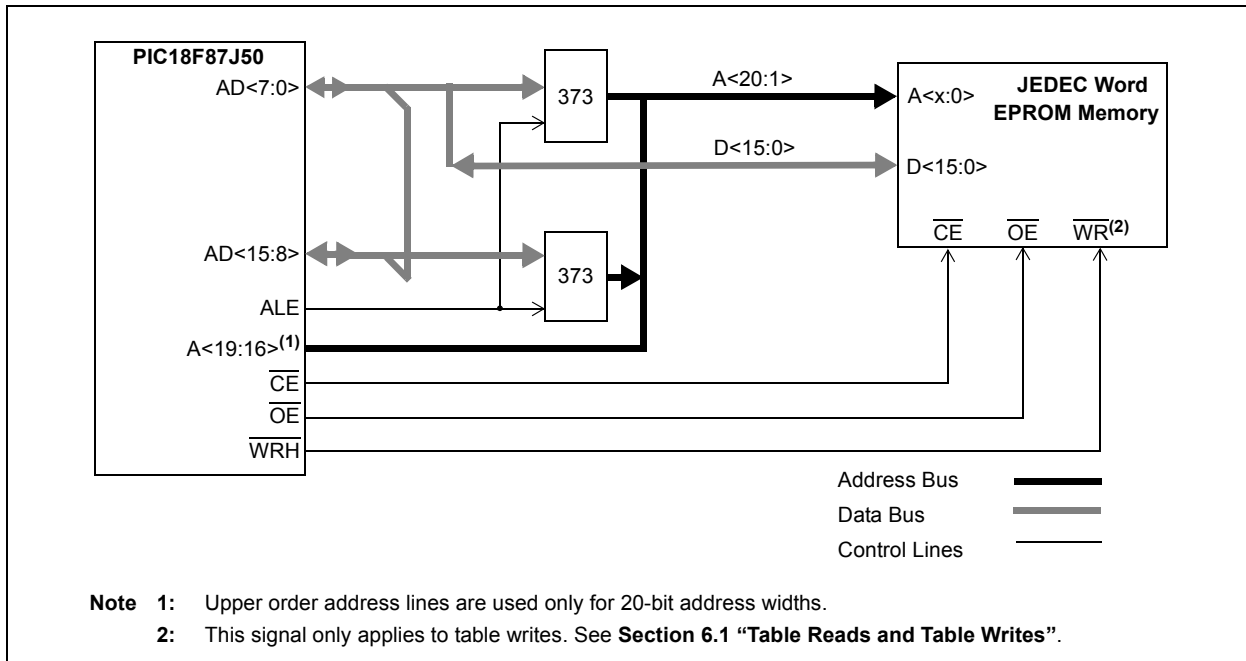 PIC18F87J50
AD<7:0>
373
A<20:1>
A<x:0>
JEDEC Word
EPROM Memory
D<15:0>
D<15:0>
CE
OE
WR(2)
AD<15:8>
373
ALE
A<19:16>(1)
CE
OE
WRH
Address Bus
Data Bus
Control Lines
Note 1: Upper order address lines are used only for 20-bit address widths.
2: This signal only applies to table writes. See Section 6.1 “Table Reads and Table Writes”.